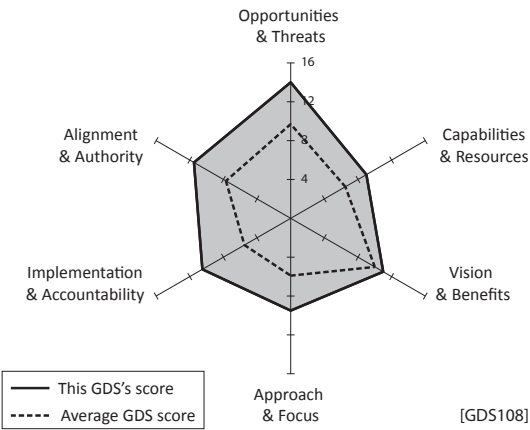 Opportunities
& Threats
16
12
8
4
Alignment
& Authority
Capabilities
& Resources
Implementation
& Accountability
Vision
& Benefits
This GDS's score
Average GDS score
Approach
& Focus
[GDS108]